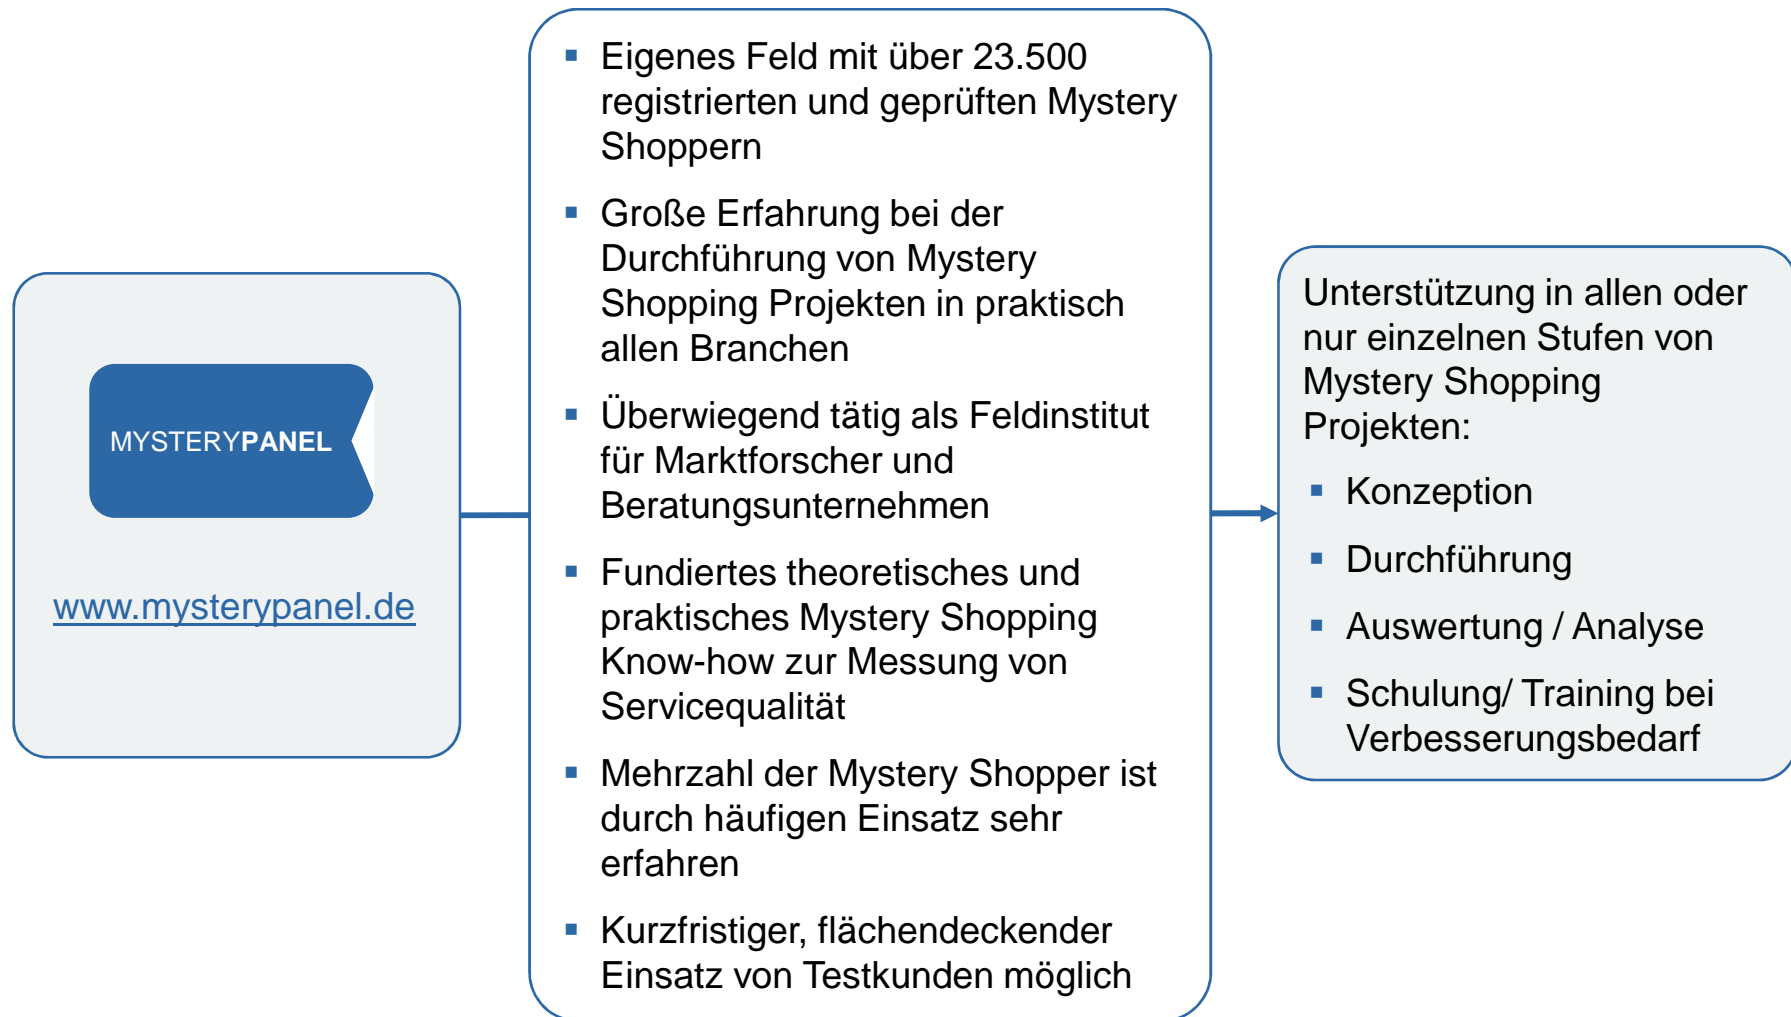 MYSTERYPANEL
www.mysterypanel.de
Eigenes Feld mit über 23.500
registrierten und geprüften Mystery
Shoppern
Große Erfahrung bei der
Durchführung von Mystery
Shopping Projekten in praktisch
allen Branchen
Überwiegend tätig als Feldinstitut
für Marktforscher und
Beratungsunternehmen
Fundiertes theoretisches und
praktisches Mystery Shopping
Know-how zur Messung von
Servicequalität
Mehrzahl der Mystery Shopper ist
durch häufigen Einsatz sehr
erfahren
Kurzfristiger, flächendeckender
Einsatz von Testkunden möglich
Unterstützung in allen oder
nur einzelnen Stufen von
Mystery Shopping
Projekten:
Konzeption
Durchführung
Auswertung / Analyse
Schulung/ Training bei
Verbesserungsbedarf